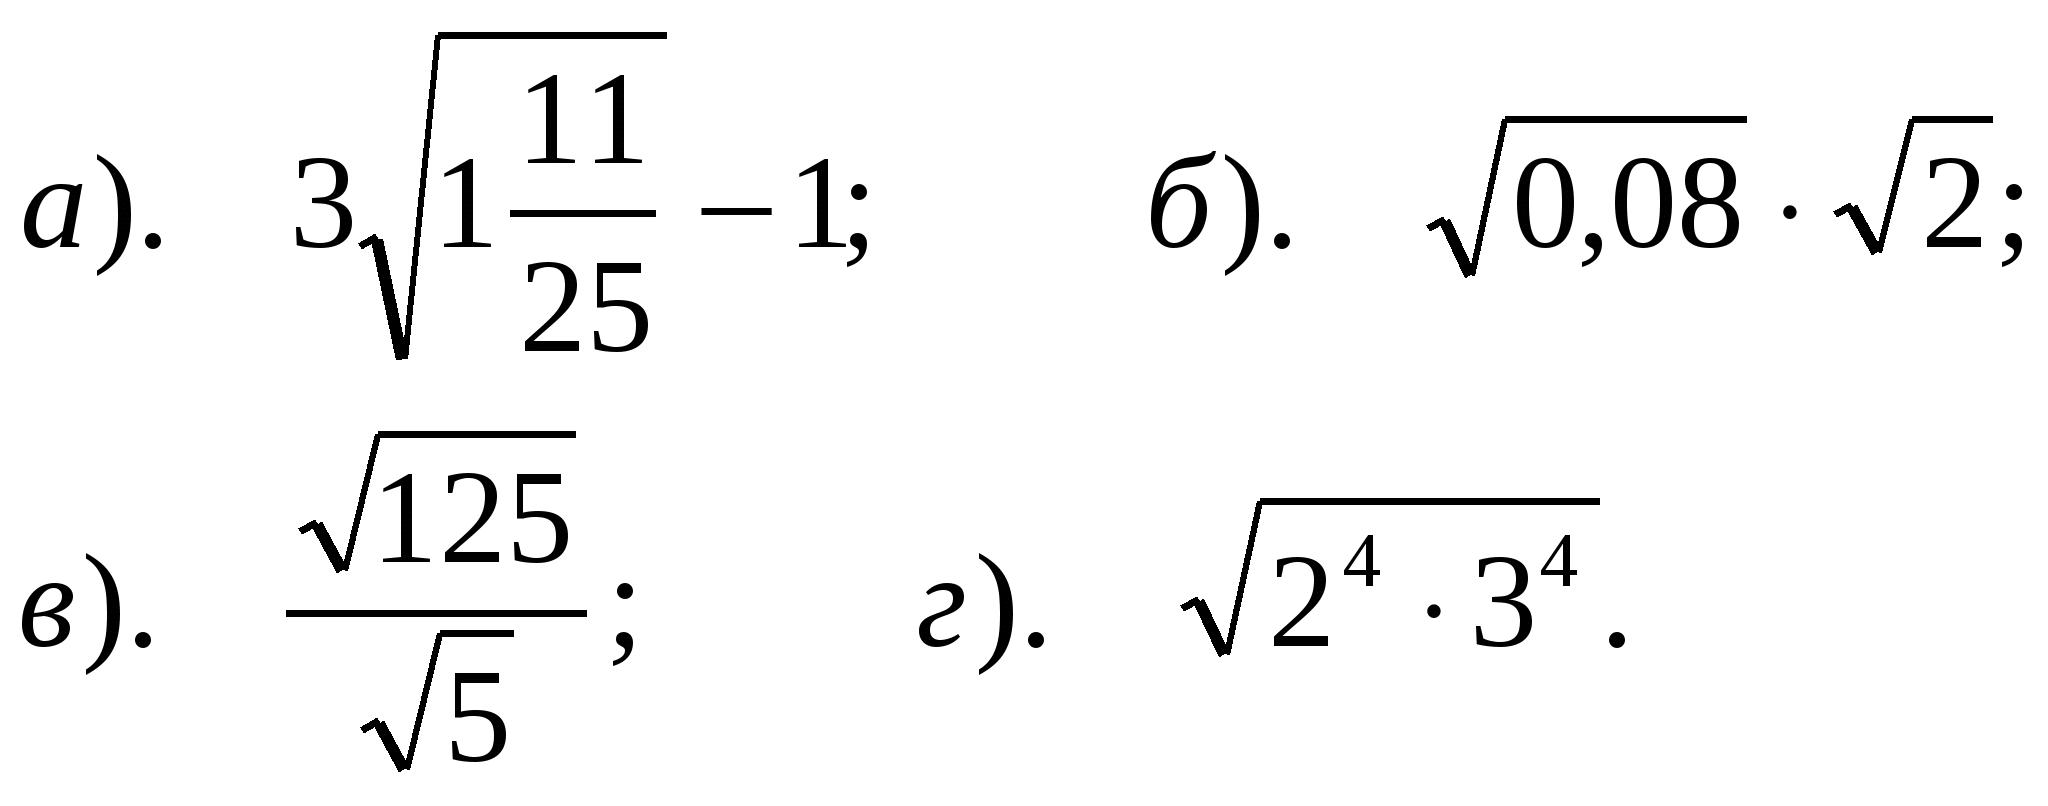 а). 3√(1 11/25) − 1; б). √0,08 · √2;
в). √125/√5; г). √(2⁴ · 3⁴).